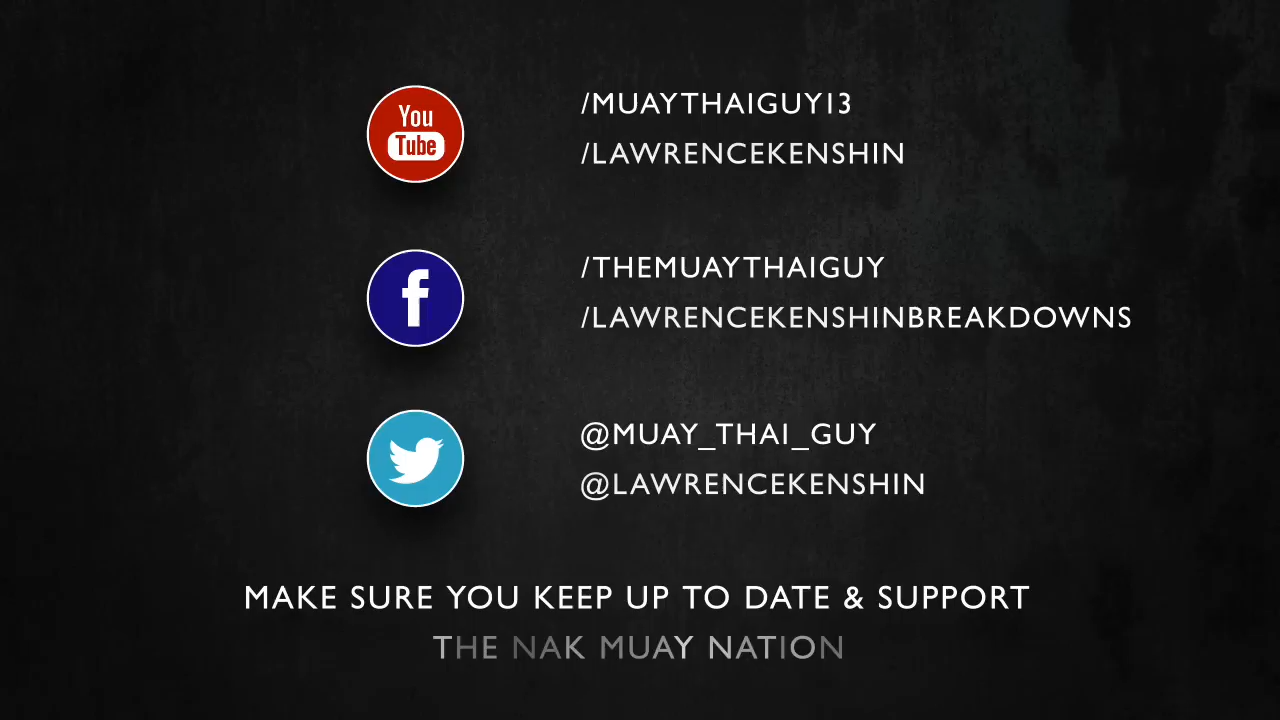 You
Tube
/MUAYTHAIGUY13
/LAWRENCEKENSHIN
f
/THEMUAYTHAIGUY
/LAWRENCEKENSHINBREAKDOWNS
@MUAY_THAI_GUY
@LAWRENCEKENSHIN
MAKE SURE YOU KEEP UP TO DATE & SUPPORT
THE NAK MUAY NATION